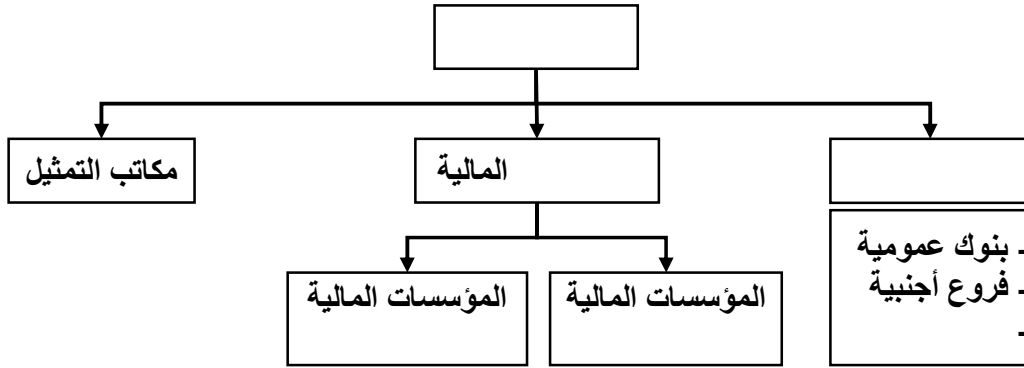 المالية
مكاتب التمثيل
- بنوك عمومية
- فروع أجنبية
-
المؤسسات المالية
المؤسسات المالية